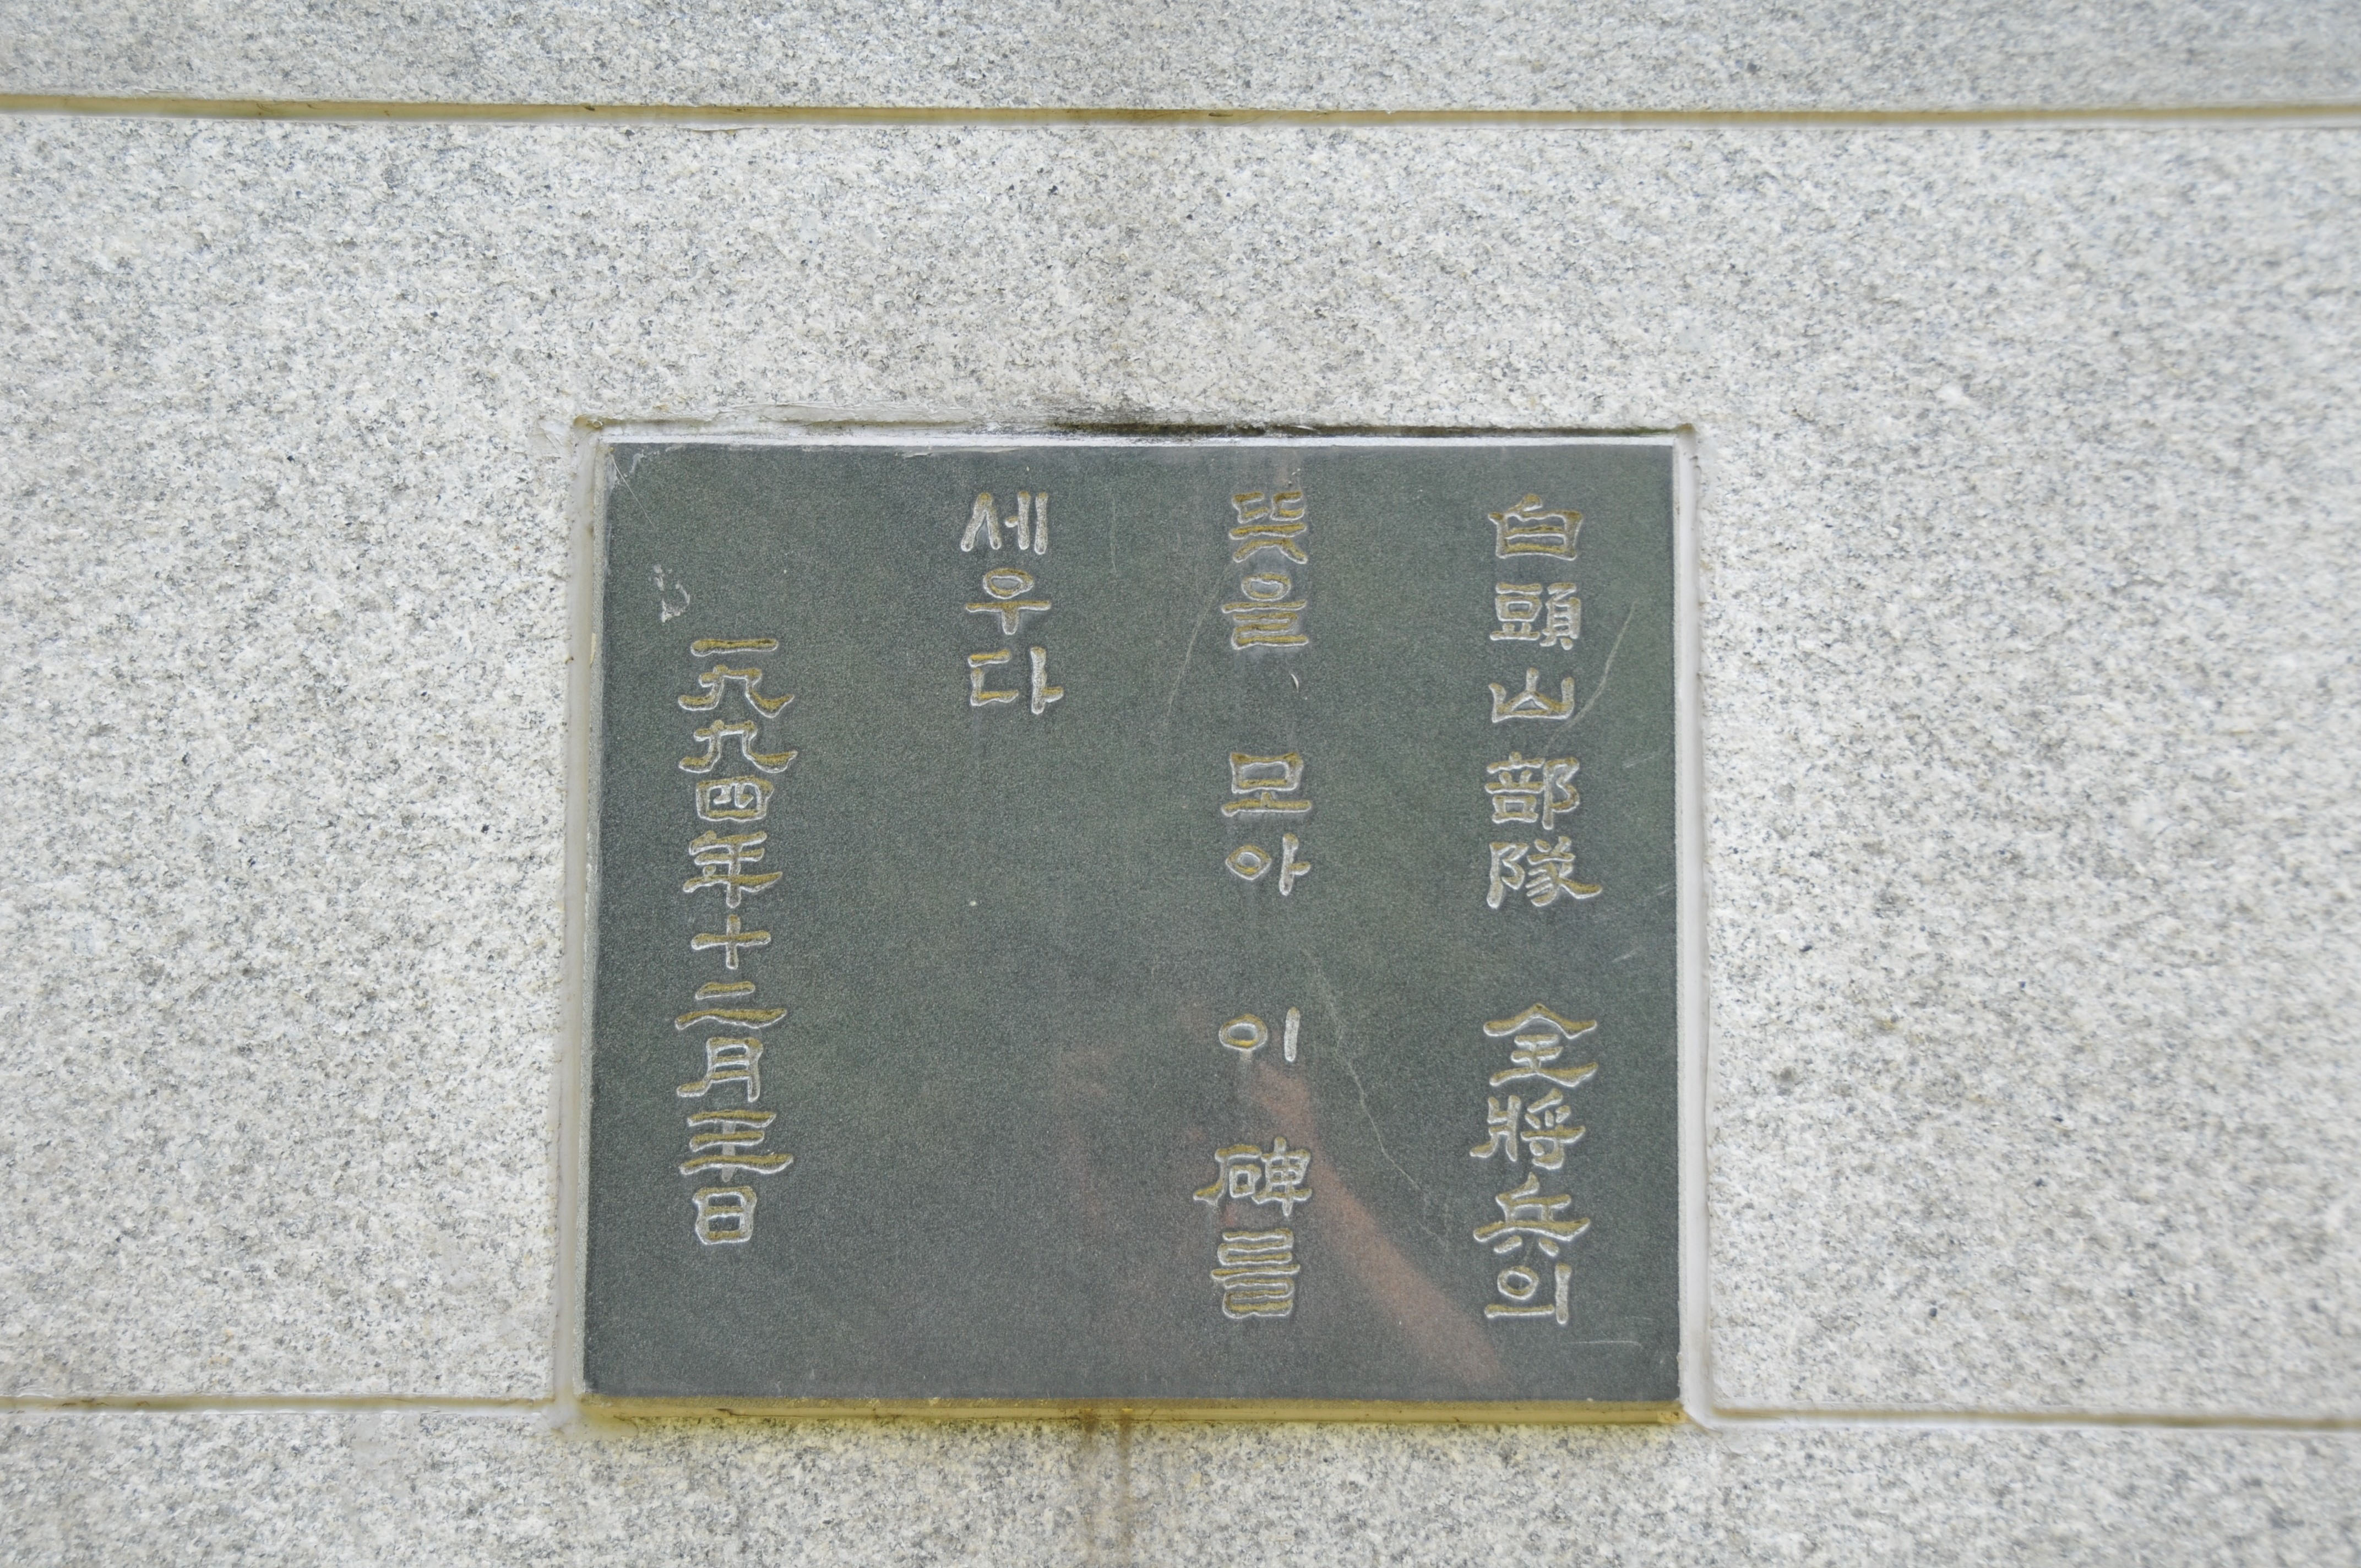 白頭山部隊 全將兵의
뜻을 모아 이 碑를
세우다
一九九四年十二月三十日